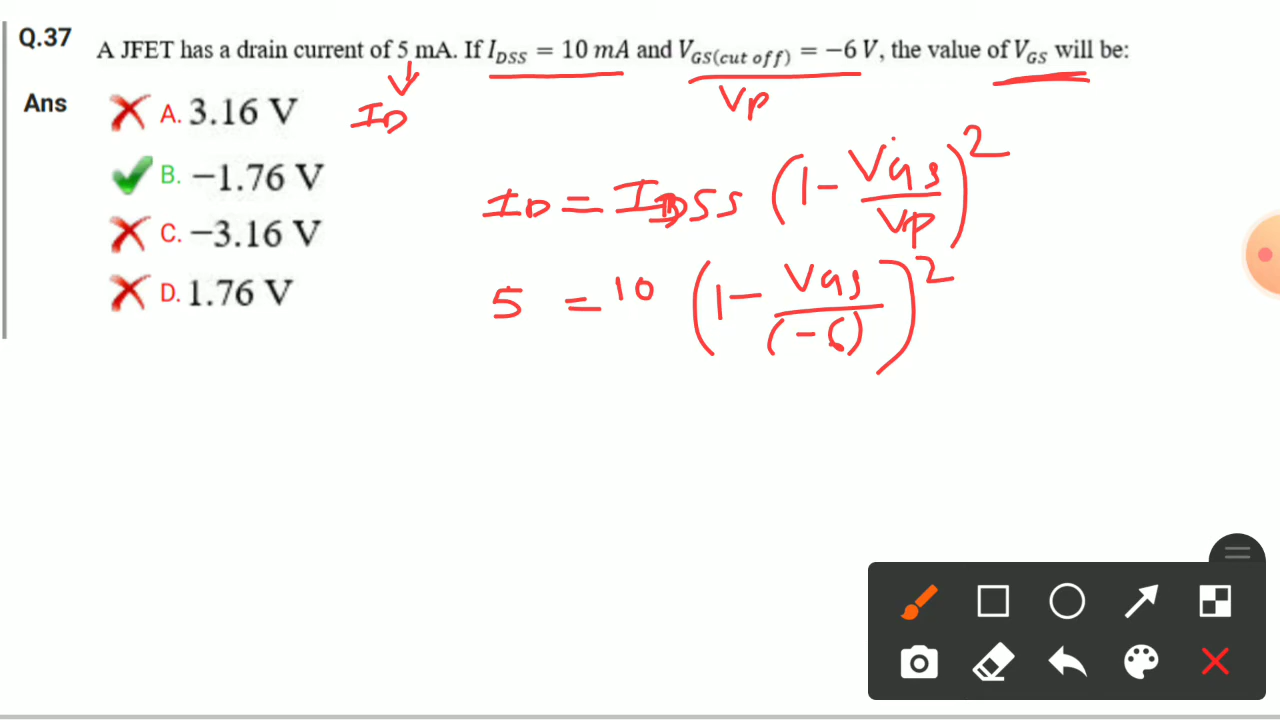 Q.37 A JFET has a drain current of 5 mA. If I_DSS = 10 mA and V_GS(cut off) = −6 V, the value of V_GS will be:
ID
Vp
Ans
A. 3.16 V
B. −1.76 V
C. −3.16 V
D. 1.76 V
ID = IDSS (1 - VGS/Vp)^2
5 = 10 (1 - VGS/(-6))^2